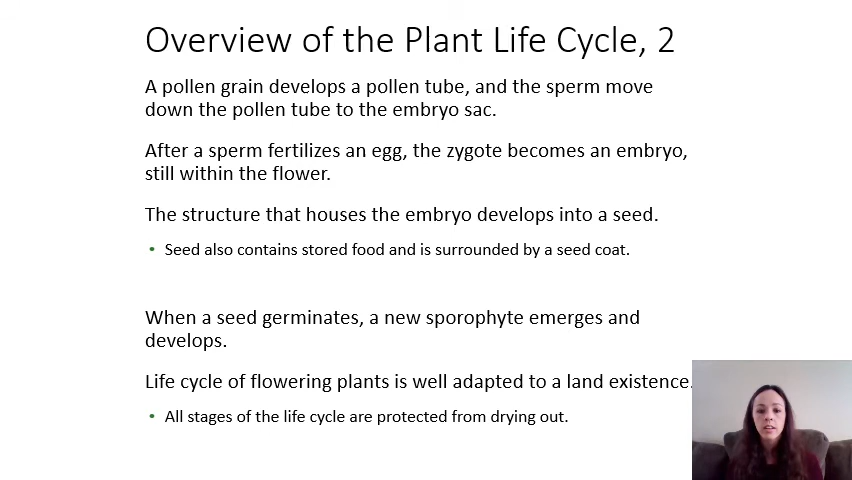 Overview of the Plant Life Cycle, 2
A pollen grain develops a pollen tube, and the sperm move
down the pollen tube to the embryo sac.
After a sperm fertilizes an egg, the zygote becomes an embryo,
still within the flower.
The structure that houses the embryo develops into a seed.
• Seed also contains stored food and is surrounded by a seed coat.
When a seed germinates, a new sporophyte emerges and
develops.
Life cycle of flowering plants is well adapted to a land existence.
• All stages of the life cycle are protected from drying out.